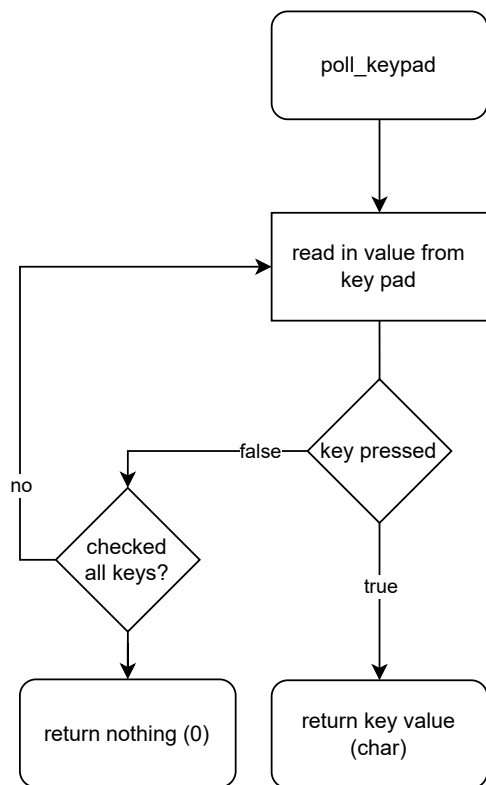 poll_keypad
read in value from
key pad
key pressed
false
no
checked
all keys?
true
return nothing (0)
return key value
(char)